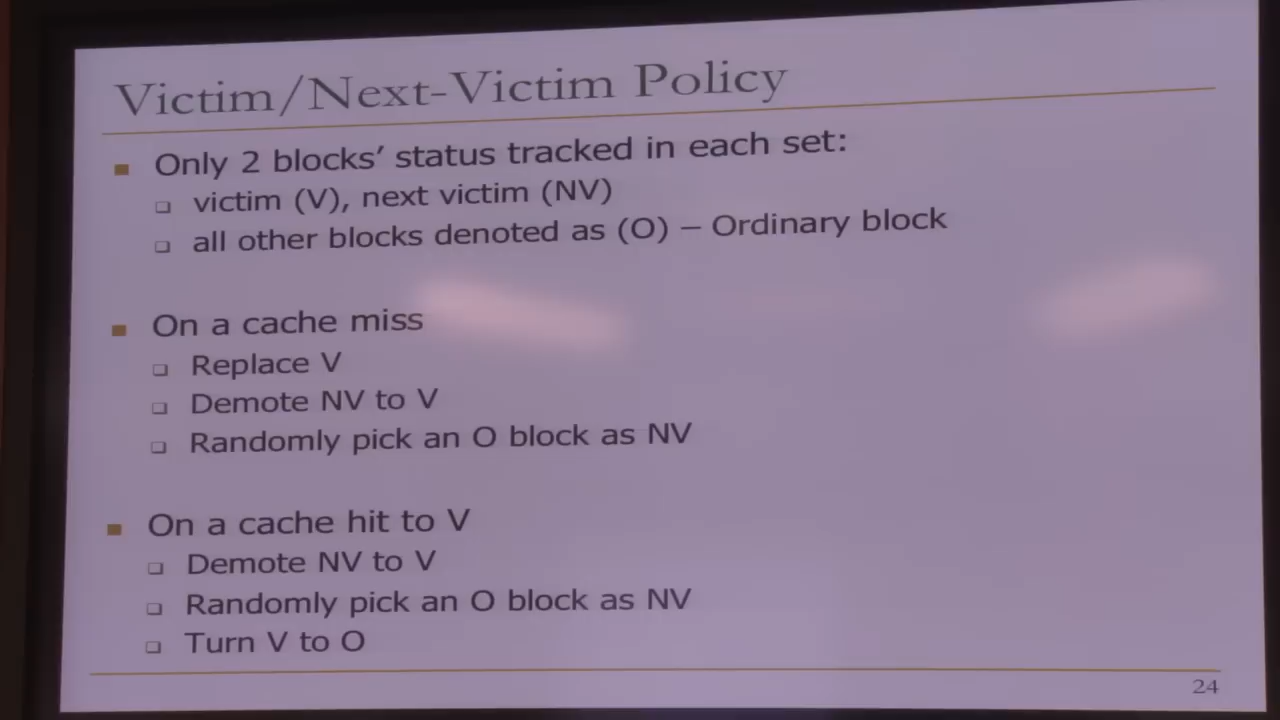 Victim/Next-Victim Policy
Only 2 blocks’ status tracked in each set:
victim (V), next victim (NV)
all other blocks denoted as (O) – Ordinary block
On a cache miss
Replace V
Demote NV to V
Randomly pick an O block as NV
On a cache hit to V
Demote NV to V
Randomly pick an O block as NV
Turn V to O
24